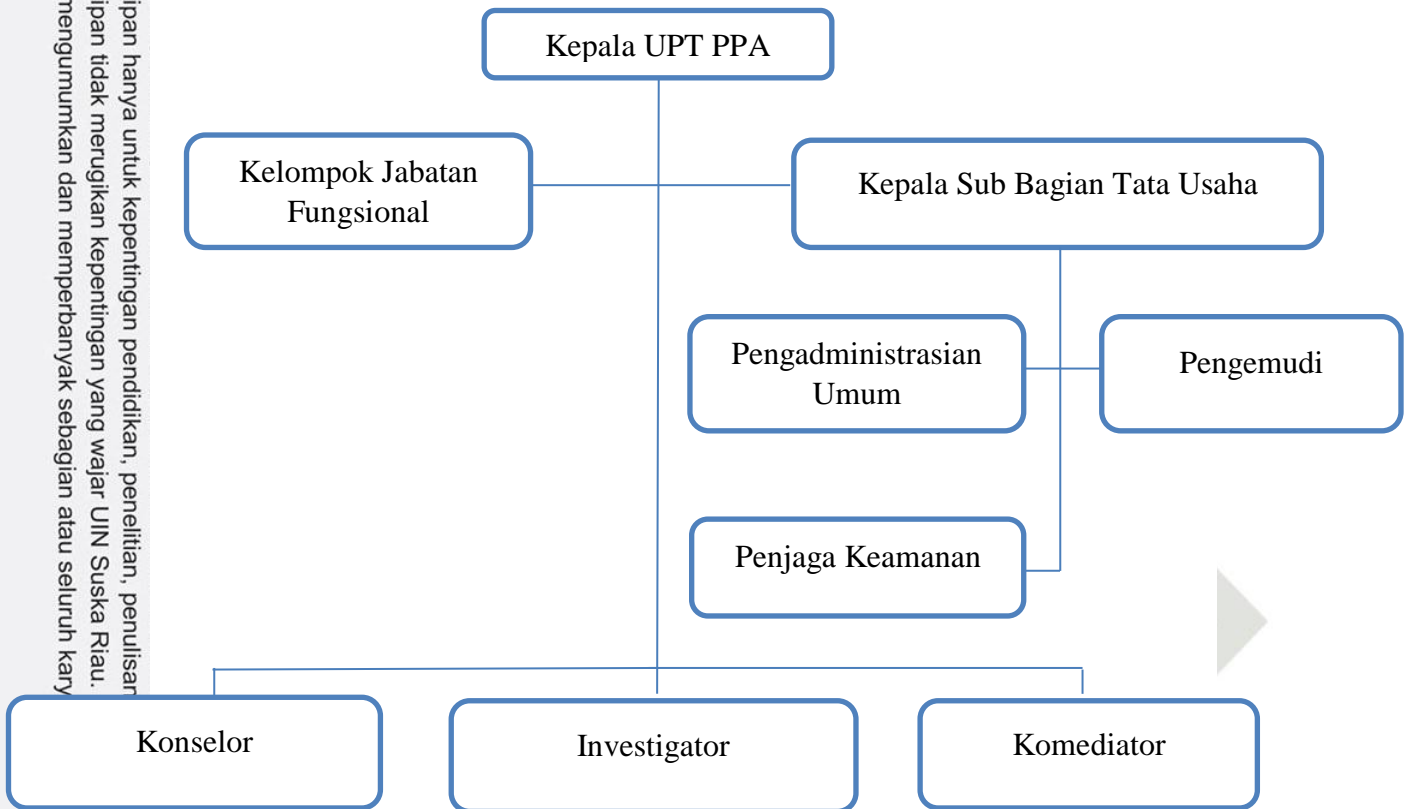 Kepala UPT PPA
Kelompok Jabatan
Fungsional
Kepala Sub Bagian Tata Usaha
Pengadministrasian
Umum
Pengemudi
Penjaga Keamanan
Konselor
Investigator
Komediator
ipan hanya untuk kepentingan pendidikan, penelitian, penulisan
ipan tidak merugikan kepentingan yang wajar UIN Suska Riau.
mengumumkan dan memperbanyak sebagian atau seluruh kary